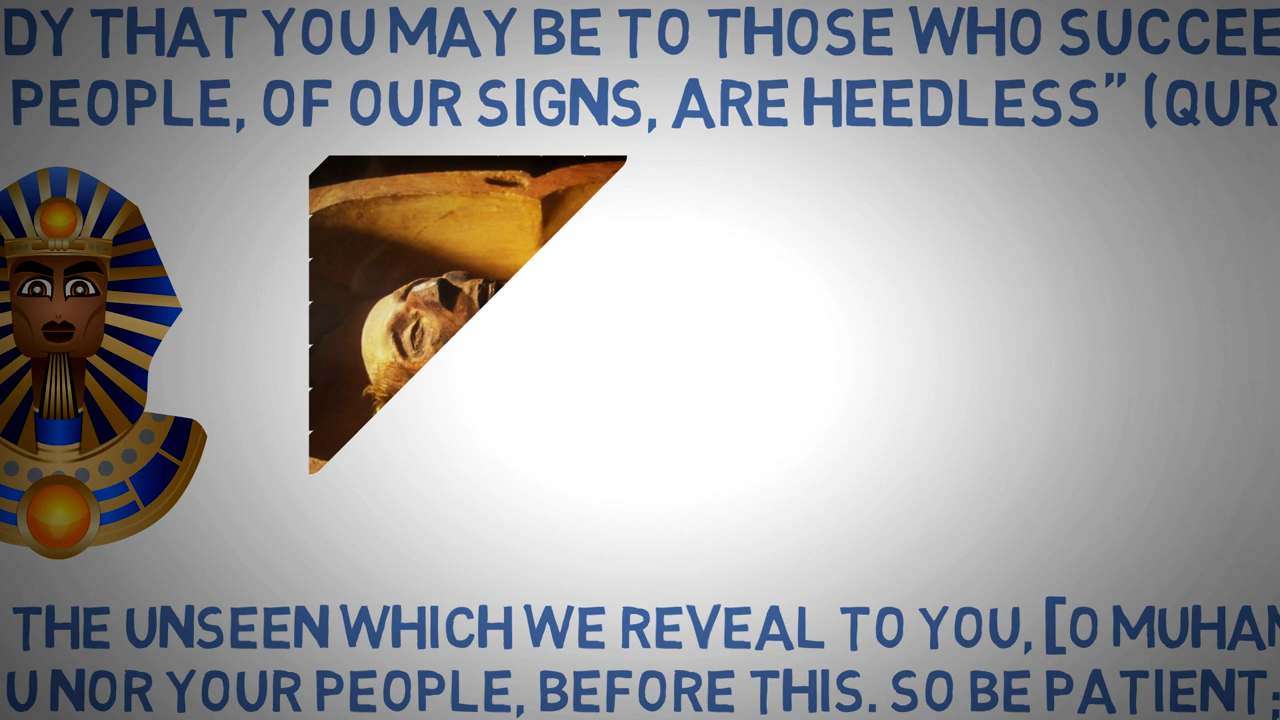 DY THAT YOU MAY BE TO THOSE WHO SUCCEE
PEOPLE, OF OUR SIGNS, ARE HEEDLESS” (QUR
THE UNSEEN WHICH WE REVEAL TO YOU, [O MUHAM
U NOR YOUR PEOPLE, BEFORE THIS. SO BE PATIENT;